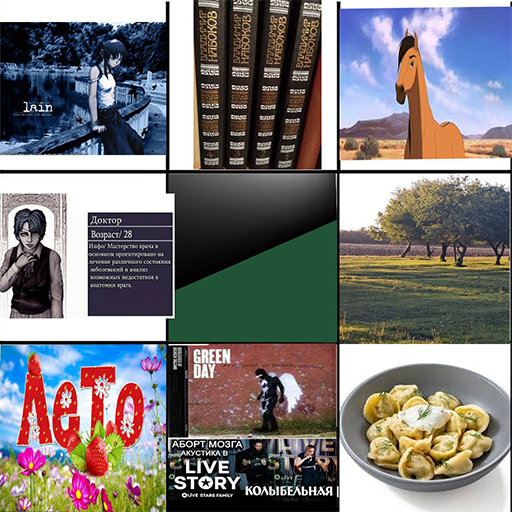 lain
ВЛАДИМИР
НАБОКОВ
ВЛАДИМИР
НАБОКОВ
ВЛАДИМИР
НАБОКОВ
ВЛАДИМИР
НАБОКОВ
Доктор
Возраст/ 28
Инфо/ Мастерство врача в
основном ориентировано на
лечение различного состояния
заболеваний и анализ
возможных недостатков в
анатомии врага.
Лето
GREEN
DAY
АБОРТ МОЗГА
АКУСТИКА В
LIVE
STORY
LIVE STARS FAMILY
КОЛЫБЕЛЬНАЯ